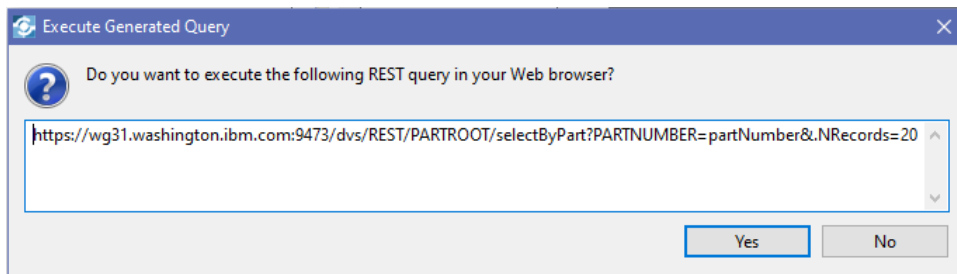 Execute Generated Query
Do you want to execute the following REST query in your Web browser?
https://wg31.washington.ibm.com:9473/dvs/REST/PARTROOT/selectByPart?PARTNUMBER=partNumber&.NRecords=20
Yes
No